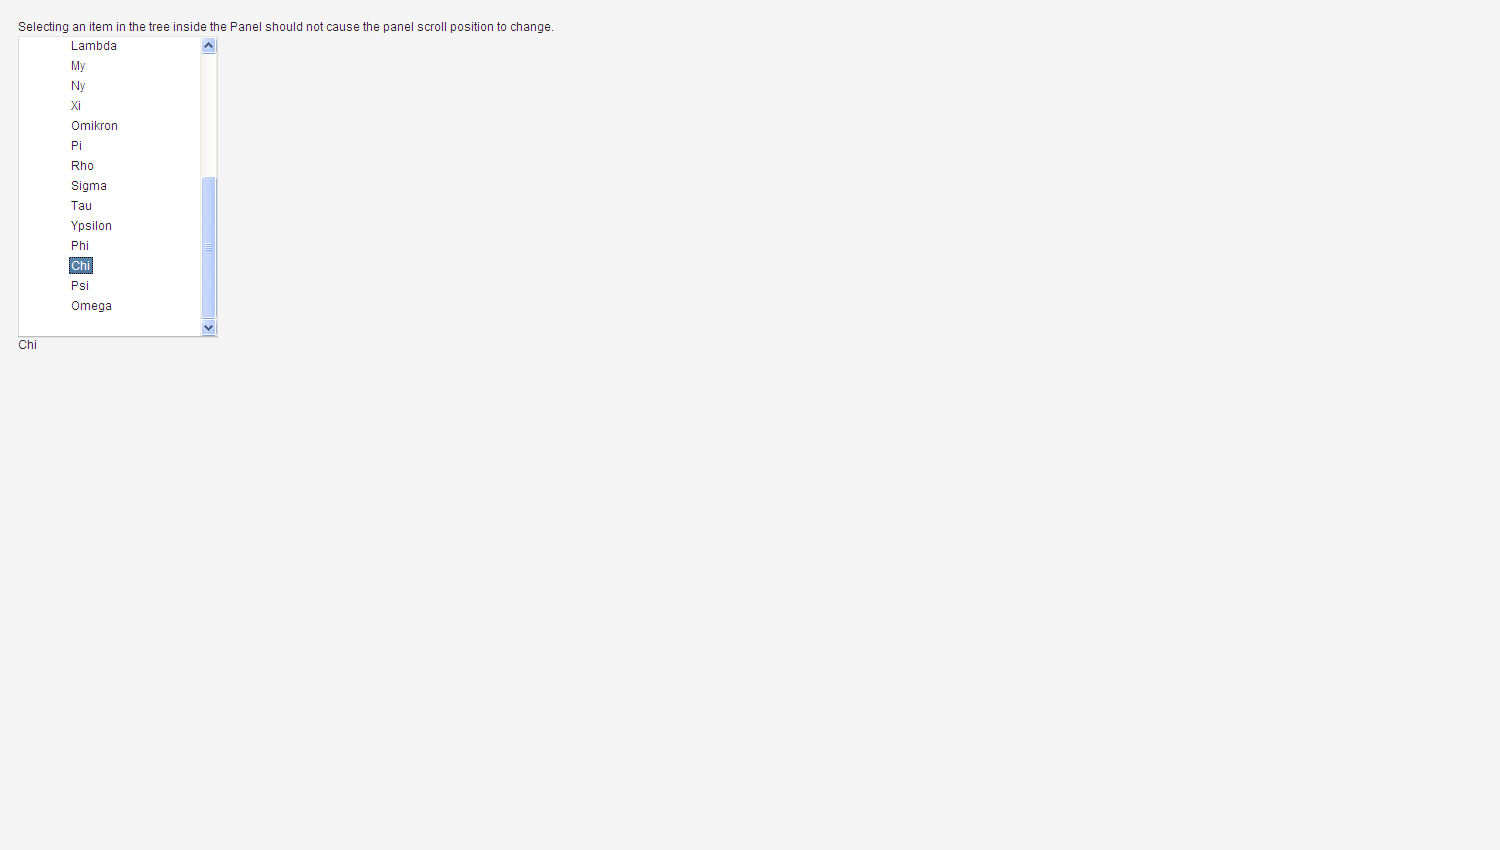 Selecting an item in the tree inside the Panel should not cause the panel scroll position to change.
Lambda
My
Ny
Xi
Omikron
Pi
Rho
Sigma
Tau
Ypsilon
Phi
Chi
Psi
Omega
Chi